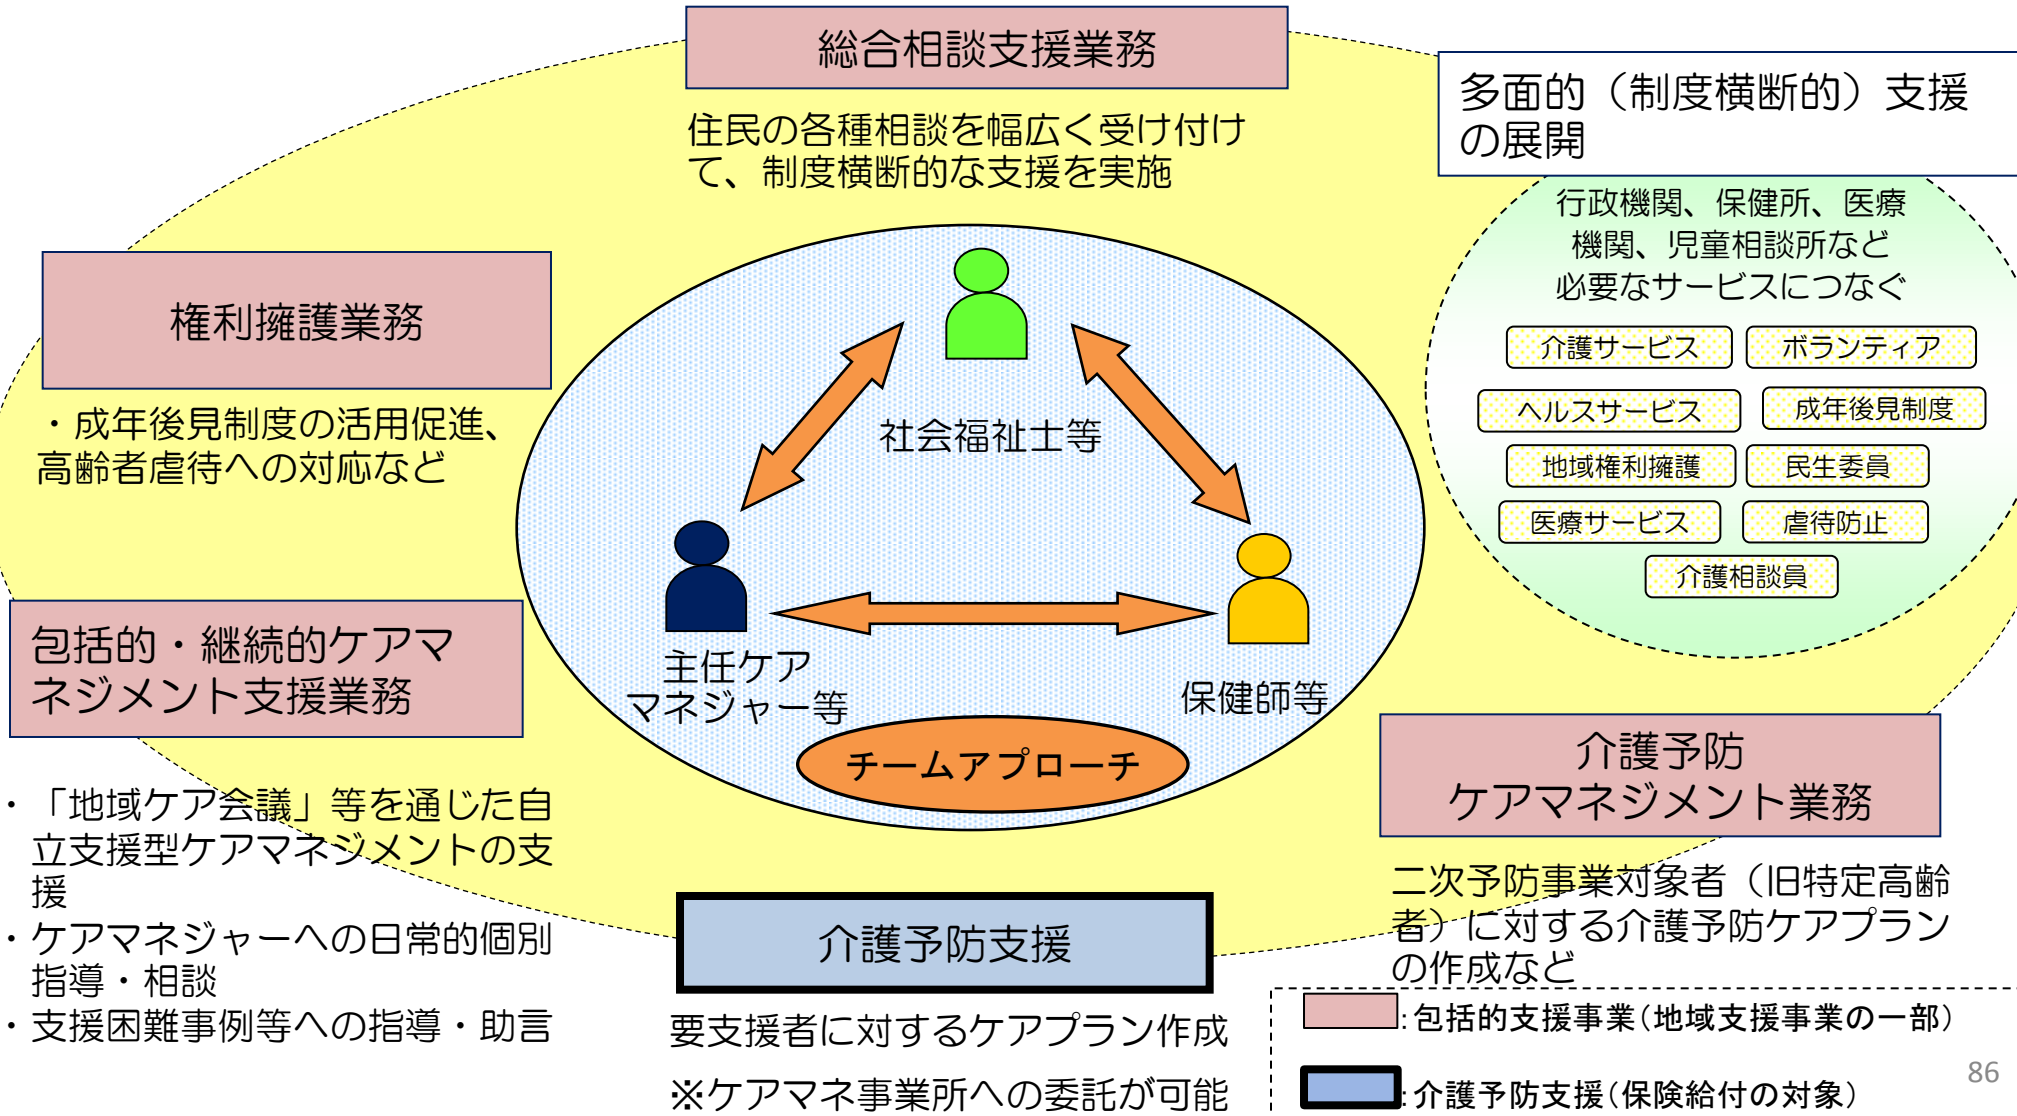 総合相談支援業務
住民の各種相談を幅広く受け付け
て、制度横断的な支援を実施
多面的（制度横断的）支援
の展開
行政機関、保健所、医療
機関、児童相談所など
必要なサービスにつなぐ
介護サービス
ボランティア
ヘルスサービス
成年後見制度
地域権利擁護
民生委員
医療サービス
虐待防止
介護相談員
権利擁護業務
・成年後見制度の活用促進、
高齢者虐待への対応など
社会福祉士等
主任ケア
マネジャー等
保健師等
チームアプローチ
包括的・継続的ケアマ
ネジメント支援業務
・「地域ケア会議」等を通じた自
立支援型ケアマネジメントの支
援
・ケアマネジャーへの日常的個別
指導・相談
・支援困難事例等への指導・助言
介護予防支援
要支援者に対するケアプラン作成
※ケアマネ事業所への委託が可能
介護予防
ケアマネジメント業務
二次予防事業対象者（旧特定高齢
者）に対する介護予防ケアプラン
の作成など
:包括的支援事業（地域支援事業の一部）
:介護予防支援（保険給付の対象）
86